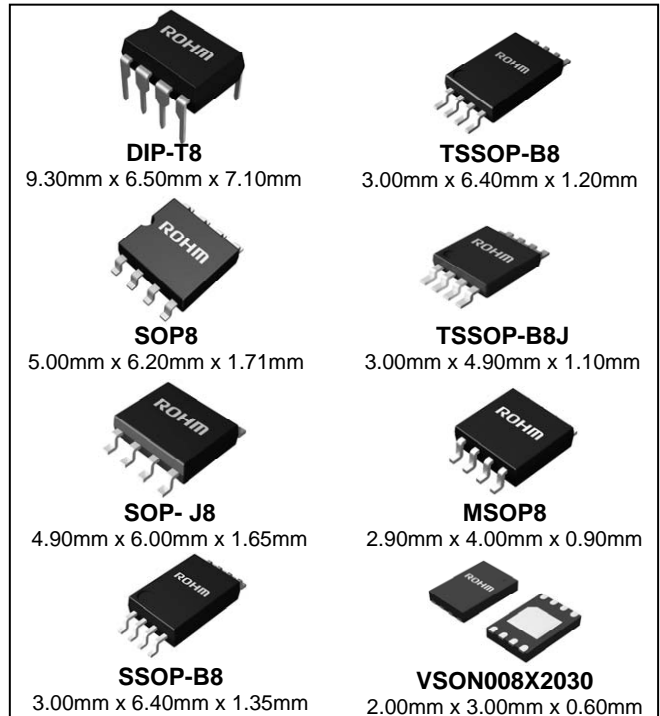 ROHM
DIP-T8
9.30mm x 6.50mm x 7.10mm
ROHM
TSSOP-B8
3.00mm x 6.40mm x 1.20mm
ROHM
SOP8
5.00mm x 6.20mm x 1.71mm
ROHM
TSSOP-B8J
3.00mm x 4.90mm x 1.10mm
ROHM
SOP- J8
4.90mm x 6.00mm x 1.65mm
ROHM
MSOP8
2.90mm x 4.00mm x 0.90mm
ROHM
SSOP-B8
3.00mm x 6.40mm x 1.35mm
ROHM
VSON008X2030
2.00mm x 3.00mm x 0.60mm